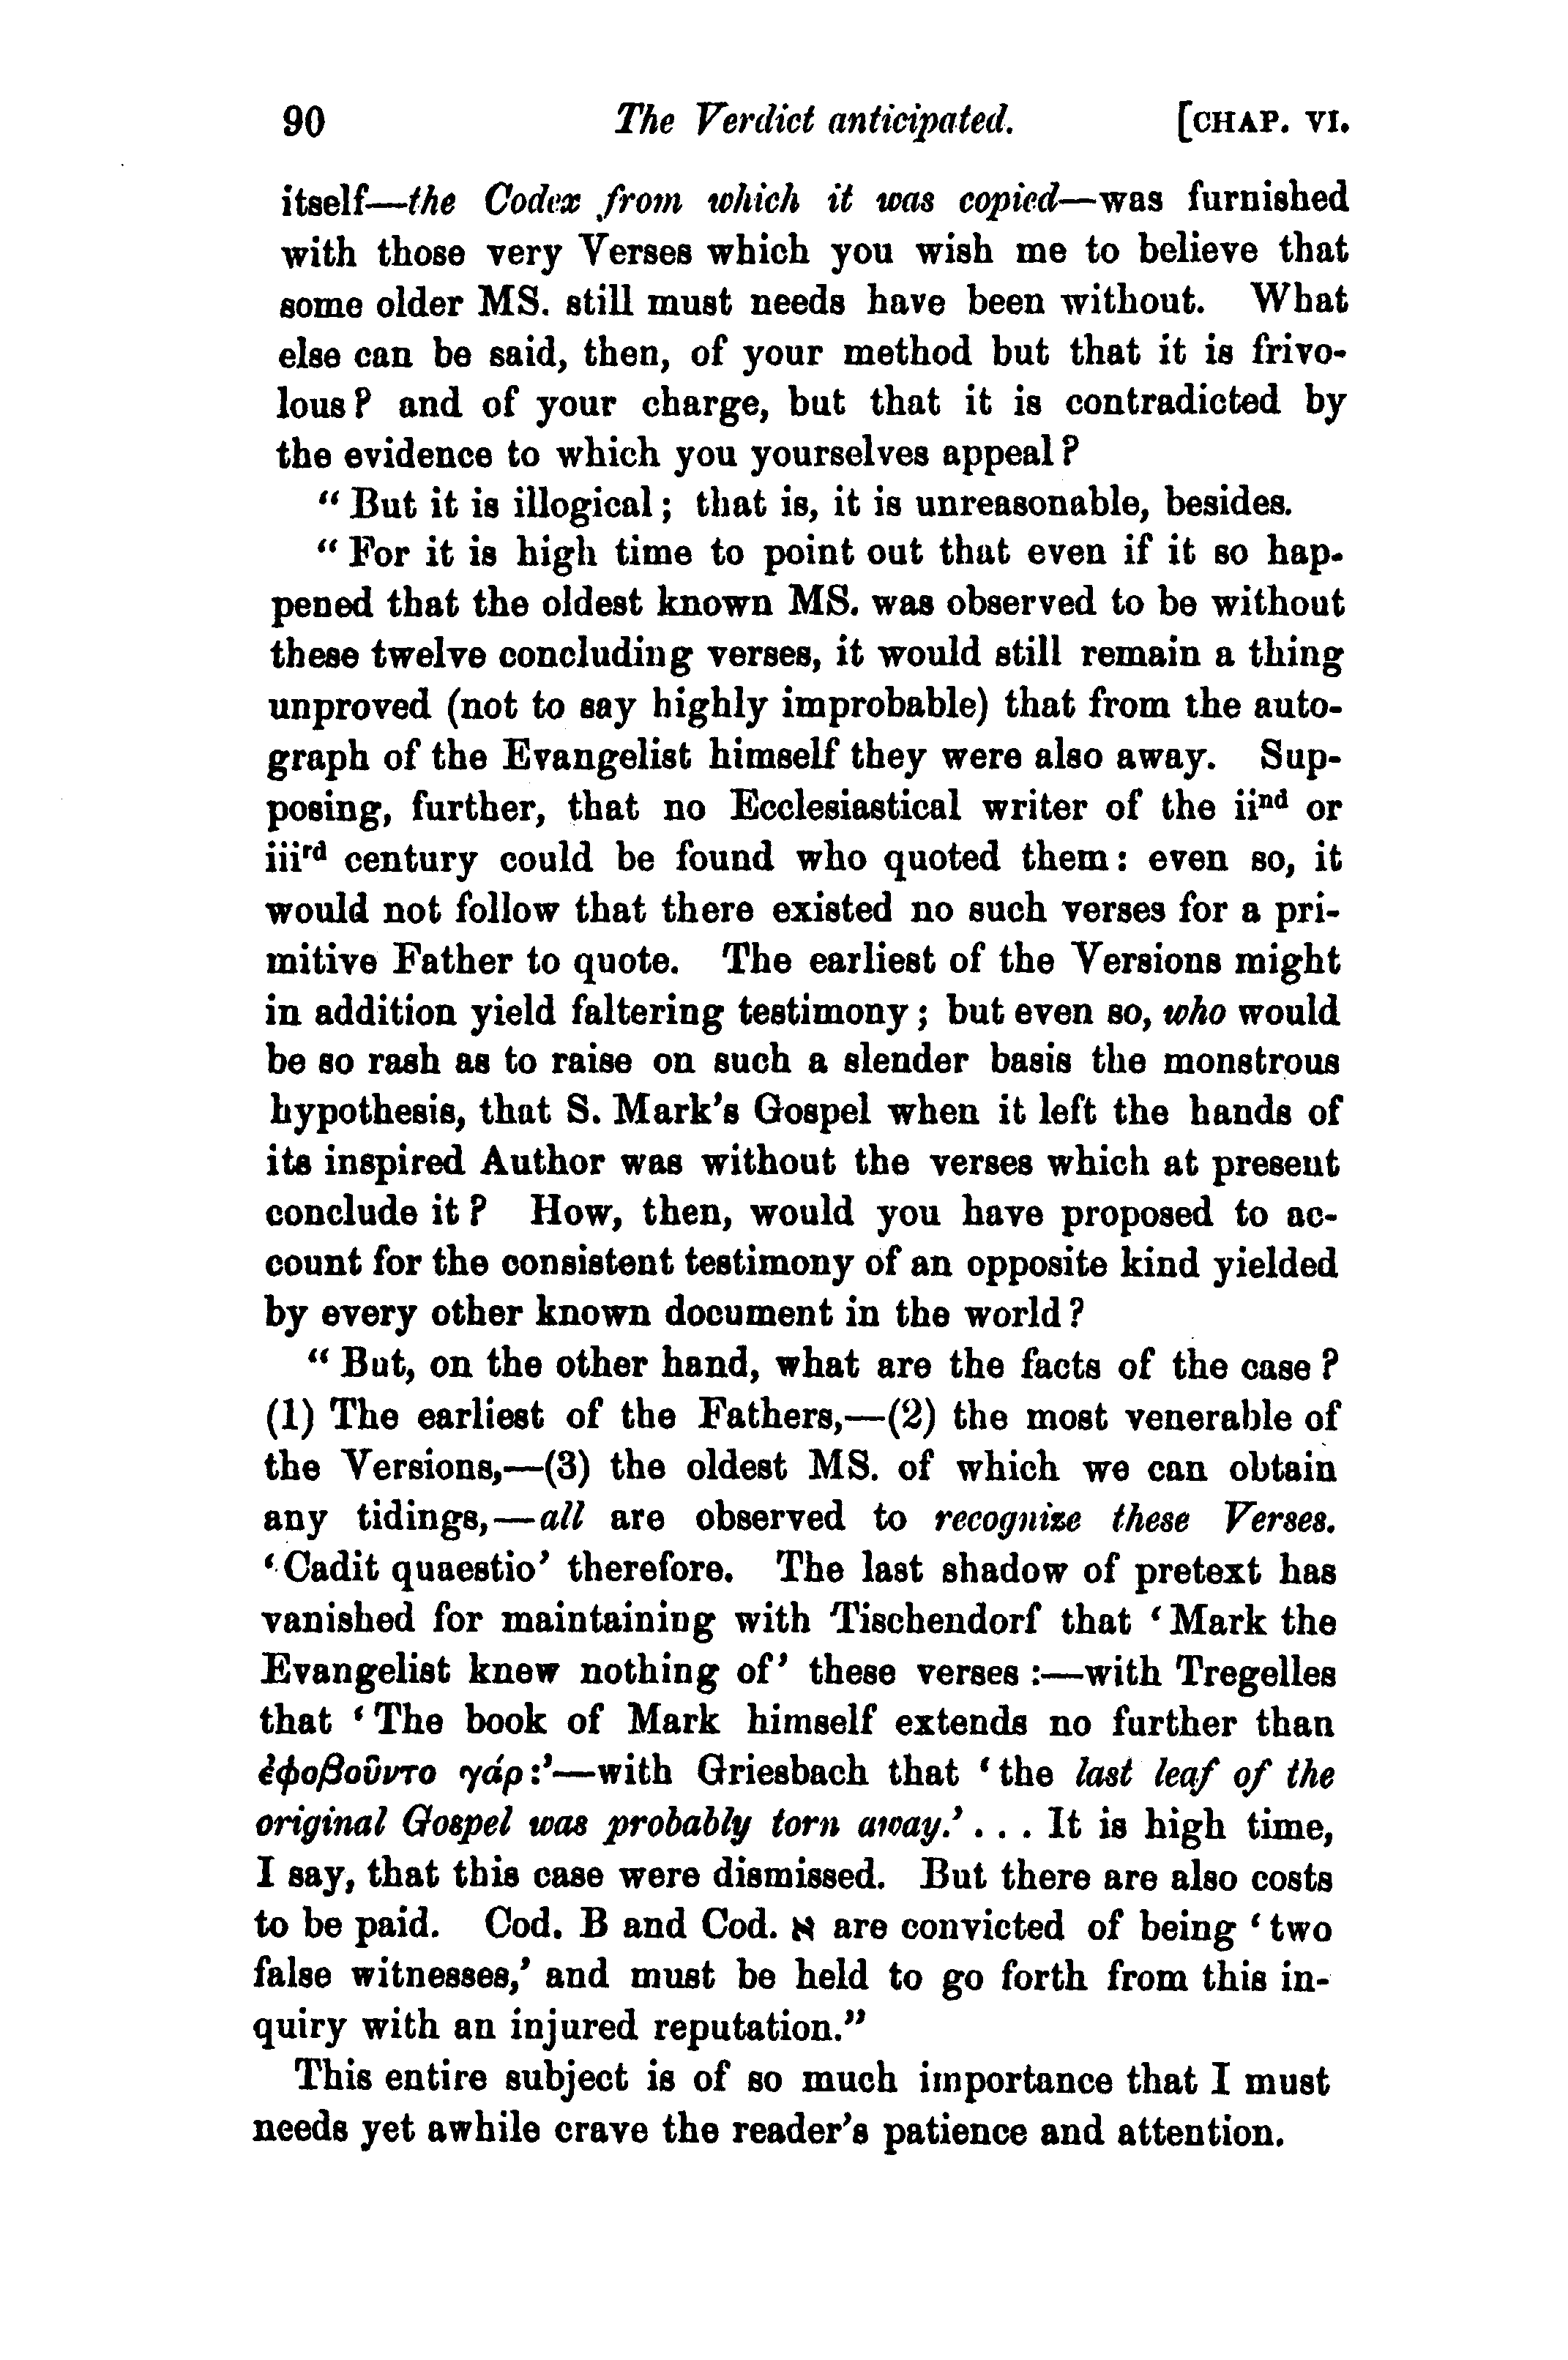 90 The Verdict anticipated. [CHAP. VI.
itself—the Codex from which it was copied—was furnished
with those very Verses which you wish me to believe that
some older MS. still must needs have been without. What
else can be said, then, of your method but that it is frivo-
lous? and of your charge, but that it is contradicted by
the evidence to which you yourselves appeal?
“But it is illogical; that is, it is unreasonable, besides.
“For it is high time to point out that even if it so hap-
pened that the oldest known MS. was observed to be without
these twelve concluding verses, it would still remain a thing
unproved (not to say highly improbable) that from the auto-
graph of the Evangelist himself they were also away. Sup-
posing, further, that no Ecclesiastical writer of the iind or
iiird century could be found who quoted them: even so, it
would not follow that there existed no such verses for a pri-
mitive Father to quote. The earliest of the Versions might
in addition yield faltering testimony; but even so, who would
be so rash as to raise on such a slender basis the monstrous
hypothesis, that S. Mark’s Gospel when it left the hands of
its inspired Author was without the verses which at present
conclude it? How, then, would you have proposed to ac-
count for the consistent testimony of an opposite kind yielded
by every other known document in the world?
“But, on the other hand, what are the facts of the case?
(1) The earliest of the Fathers,—(2) the most venerable of
the Versions,—(3) the oldest MS. of which we can obtain
any tidings,—all are observed to recognize these Verses.
‘Cadit quaestio’ therefore. The last shadow of pretext has
vanished for maintaining with Tischendorf that ‘Mark the
Evangelist knew nothing of’ these verses:—with Tregelles
that ‘The book of Mark himself extends no further than
ἐφοβοῦντο γάρ:’—with Griesbach that ‘the last leaf of the
original Gospel was probably torn away.’... It is high time,
I say, that this case were dismissed. But there are also costs
to be paid. Cod. B and Cod. א are convicted of being ‘two
false witnesses,’ and must be held to go forth from this in-
quiry with an injured reputation.”
This entire subject is of so much importance that I must
needs yet awhile crave the reader’s patience and attention.